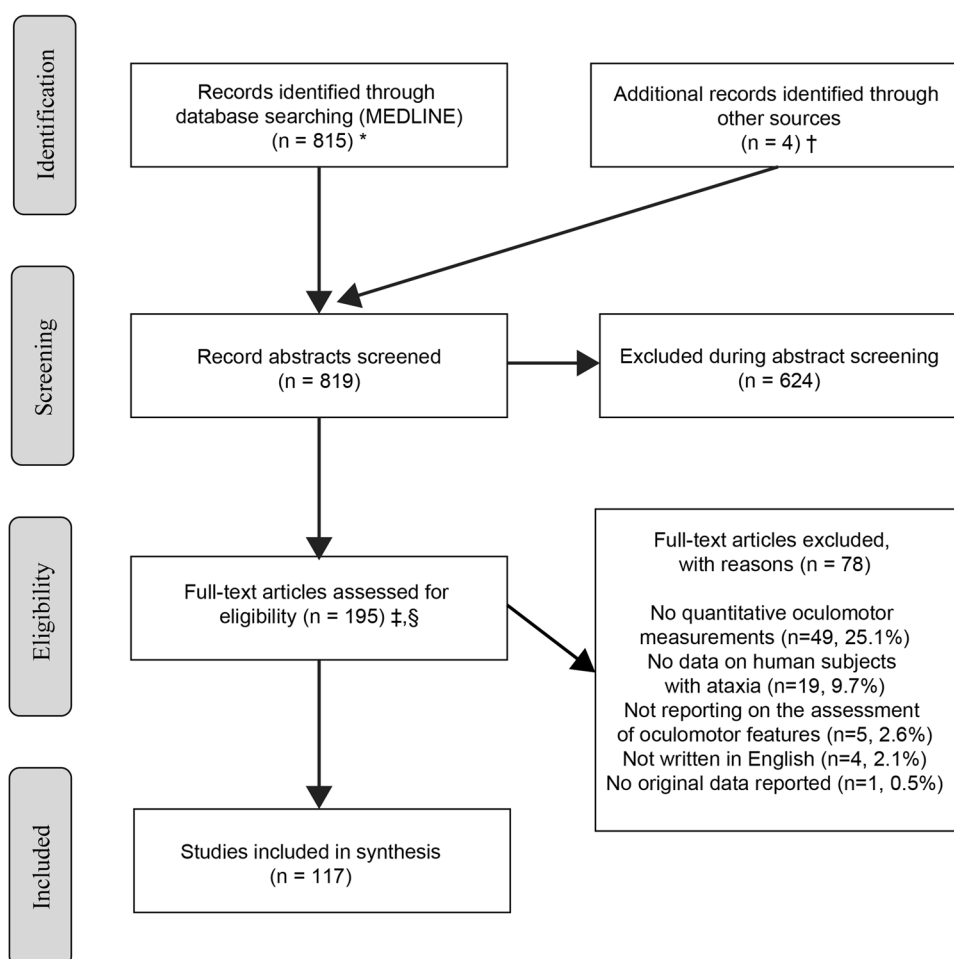 Identification
Records identified through
database searching (MEDLINE)
(n = 815) *
Additional records identified through
other sources
(n = 4) †
Screening
Record abstracts screened
(n = 819)
Excluded during abstract screening
(n = 624)
Eligibility
Full-text articles assessed for
eligibility (n = 195) ‡,§
Full-text articles excluded,
with reasons (n = 78)
No quantitative oculomotor
measurements (n=49, 25.1%)
No data on human subjects
with ataxia (n=19, 9.7%)
Not reporting on the assessment
of oculomotor features (n=5, 2.6%)
Not written in English (n=4, 2.1%)
No original data reported (n=1, 0.5%)
Included
Studies included in synthesis
(n = 117)